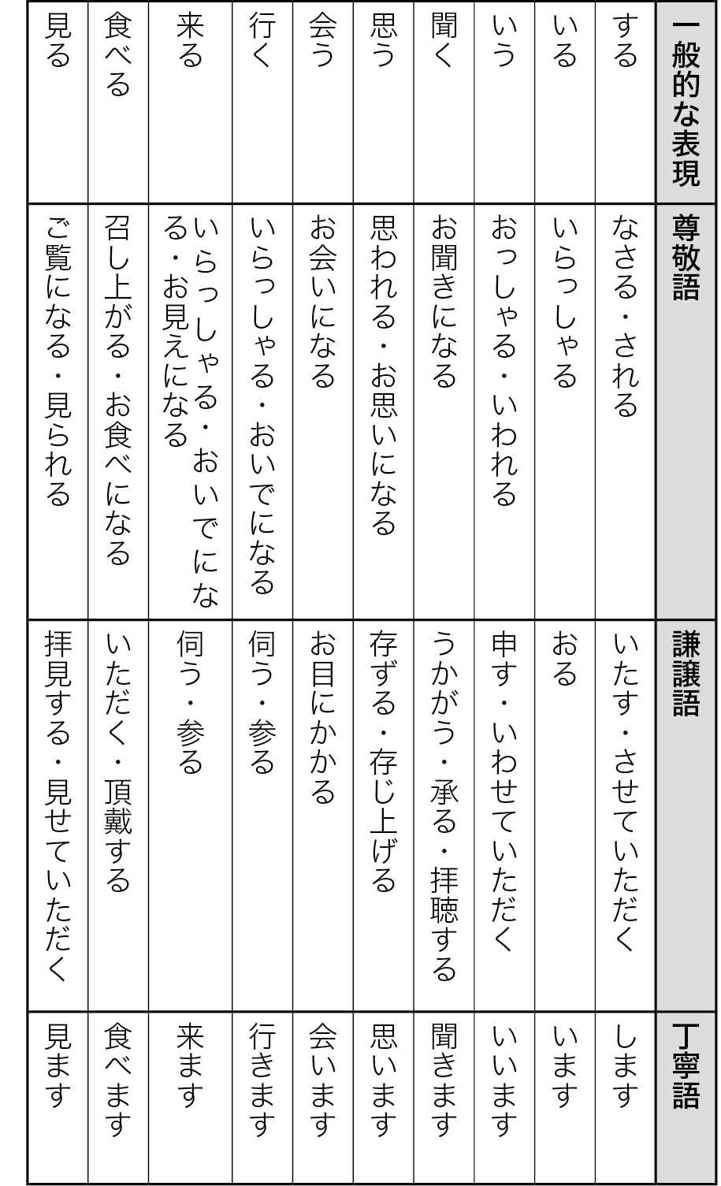 一般的な表現
尊敬語
謙譲語
丁寧語
する
なさる・される
いたす・させていただく
します
いる
いらっしゃる
おる
います
いう
おっしゃる・いわれる
申す・いわせていただく
いいます
聞く
お聞きになる
うかがう・承る・拝聴する
聞きます
思う
思われる・お思いになる
存ずる・存じ上げる
思います
会う
お会いになる
お目にかかる
会います
行く
いらっしゃる・おいでになる
伺う・参る
行きます
来る
いらっしゃる・おいでにな
る・お見えになる
伺う・参る
来ます
食べる
召し上がる・お食べになる
いただく・頂戴する
食べます
見る
ご覧になる・見られる
拝見する・見せていただく
見ます